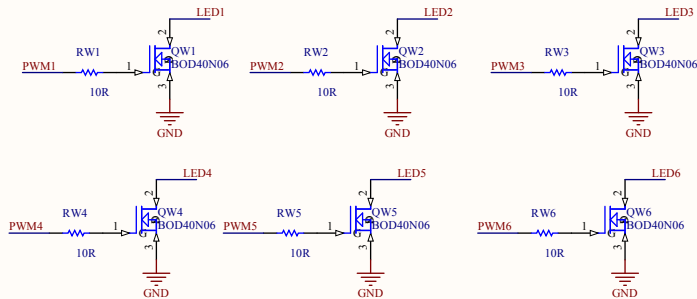 LED1
LED2
LED3
2
2
2
RW1
QW1
RW2
QW2
RW3
QW3
PWM1
1
G
BOD40N06
PWM2
1
G
BOD40N06
PWM3
1
G
BOD40N06
10R
3
10R
3
10R
3
GND
GND
GND
LED4
LED5
LED6
2
2
2
RW4
QW4
RW5
QW5
RW6
QW6
PWM4
1
G
BOD40N06
PWM5
1
G
BOD40N06
PWM6
1
G
BOD40N06
10R
3
10R
3
10R
3
GND
GND
GND